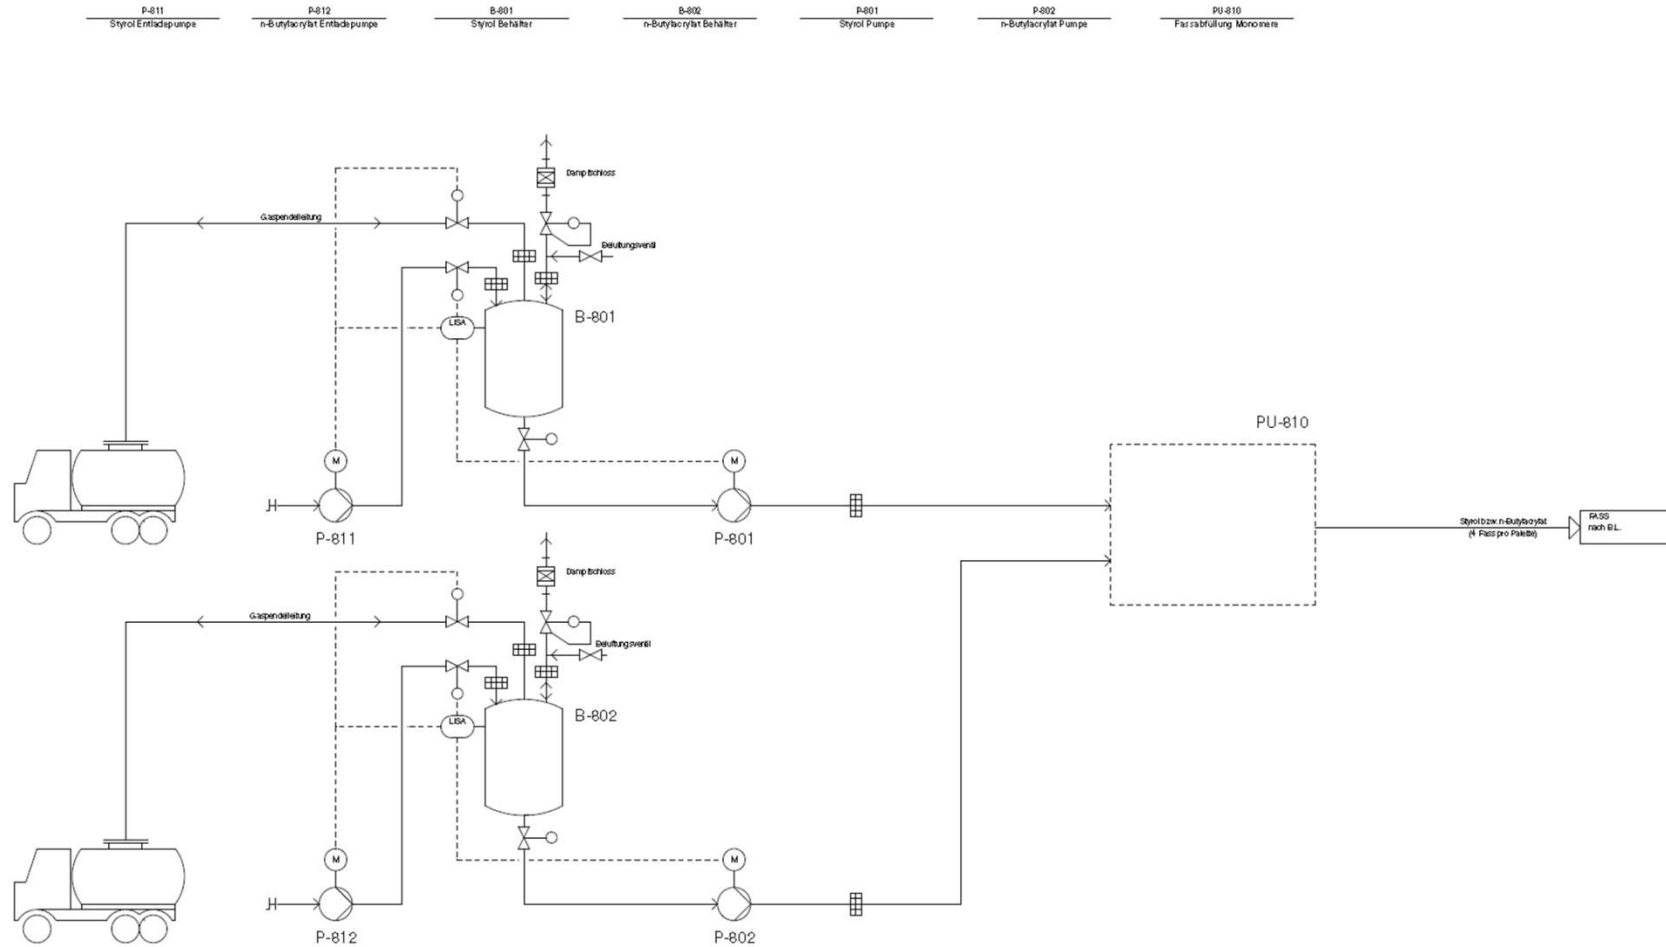 P-811
Styrol Entladepumpe
P-812
n-Butylacrylat Entladepumpe
B-801
Styrol Behälter
B-802
n-Butylacrylat Behälter
P-801
Styrol Pumpe
P-802
n-Butylacrylat Pumpe
PU-810
Fassabfüllung Monomere
Dampfschloss
Gaspendelleitung
Belüftungsventil
B-801
LISA
PU-810
M
M
FASS
nach B.L.
Styrol bzw. n-Butylacrylat
(4 Fass pro Palette)
P-811
P-801
Dampfschloss
Gaspendelleitung
Belüftungsventil
B-802
LISA
M
M
P-812
P-802